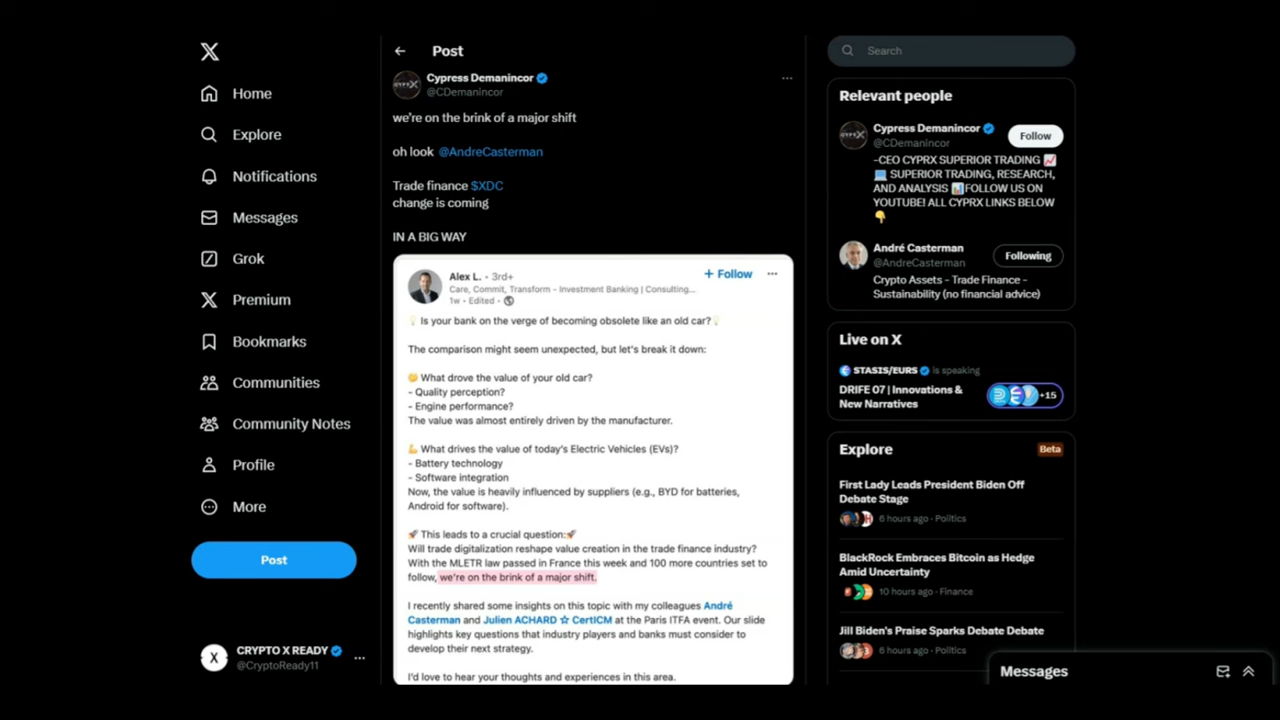 Home
Explore
Notifications
Messages
Grok
Premium
Bookmarks
Communities
Community Notes
Profile
More
Post
CRYPTO X READY
@CryptoReady11
Post
Cypress Demanincor
@CDemanincor
we're on the brink of a major shift
oh look @AndreCasterman
Trade finance $XDC
change is coming
IN A BIG WAY
Alex L. • 3rd+
Care, Commit, Transform - Investment Banking | Consulting...
1w • Edited •
+ Follow
Is your bank on the verge of becoming obsolete like an old car?
The comparison might seem unexpected, but let's break it down:
What drove the value of your old car?
- Quality perception?
- Engine performance?
The value was almost entirely driven by the manufacturer.
What drives the value of today's Electric Vehicles (EVs)?
- Battery technology
- Software integration
Now, the value is heavily influenced by suppliers (e.g., BYD for batteries,
Android for software).
🚀 This leads to a crucial question:🚀
Will trade digitalization reshape value creation in the trade finance industry?
With the MLETR law passed in France this week and 100 more countries set to
follow, we're on the brink of a major shift.
I recently shared some insights on this topic with my colleagues André
Casterman and Julien ACHARD ☆ CertICM at the Paris ITFA event. Our slide
highlights key questions that industry players and banks must consider to
develop their next strategy.
I'd love to hear your thoughts and experiences in this area.
Search
Relevant people
Cypress Demanincor
@CDemanincor
Follow
-CEO CYPRX SUPERIOR TRADING 📈
💻 SUPERIOR TRADING, RESEARCH,
AND ANALYSIS 📊FOLLOW US ON
YOUTUBE! ALL CYPRX LINKS BELOW
👇
André Casterman
@AndreCasterman
Following
Crypto Assets - Trade Finance -
Sustainability (no financial advice)
Live on X
STASIS/EURS is speaking
DRIFE 07 | Innovations &
New Narratives
+15
Explore
Beta
First Lady Leads President Biden Off
Debate Stage
6 hours ago · Politics
BlackRock Embraces Bitcoin as Hedge
Amid Uncertainty
10 hours ago · Finance
Jill Biden's Praise Sparks Debate Debate
6 hours ago · Politics
Messages